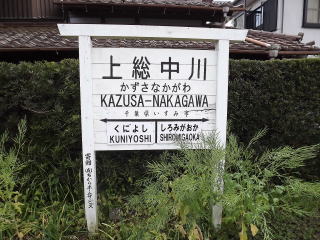 上総中川
かずさなかがわ
KAZUSA-NAKAGAWA
千葉県いすみ市
くによし しろみがおか
KUNIYOSHI SHIROMIGAOKA